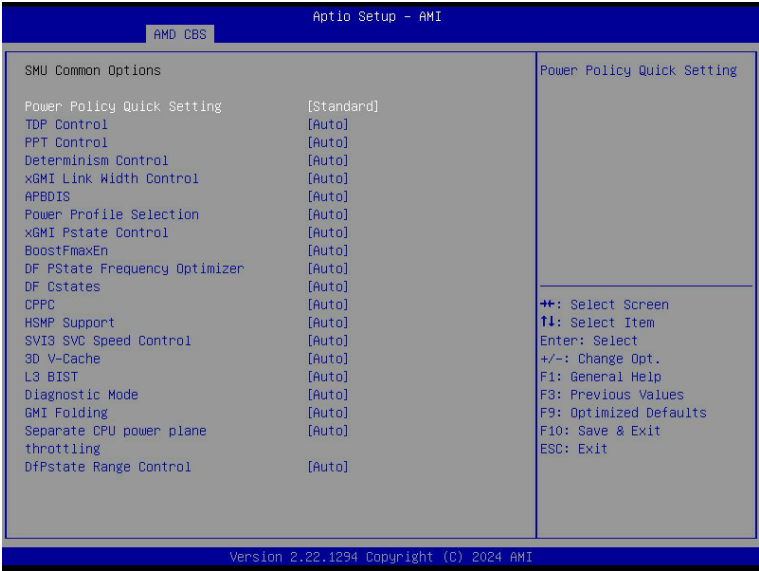 Aptio Setup - AMI
AMD CBS
SMU Common Options
Power Policy Quick Setting [Standard]
TDP Control [Auto]
PPT Control [Auto]
Determinism Control [Auto]
xGMI Link Width Control [Auto]
APBDIS [Auto]
Power Profile Selection [Auto]
xGMI Pstate Control [Auto]
BoostFmaxEn [Auto]
DF PState Frequency Optimizer [Auto]
DF Cstates [Auto]
CPPC [Auto]
HSMP Support [Auto]
SVI3 SVC Speed Control [Auto]
3D V-Cache [Auto]
L3 BIST [Auto]
Diagnostic Mode [Auto]
GMI Folding [Auto]
Separate CPU power plane [Auto]
throttling
DfPstate Range Control [Auto]
Power Policy Quick Setting
→←: Select Screen
↑↓: Select Item
Enter: Select
+/-: Change Opt.
F1: General Help
F3: Previous Values
F9: Optimized Defaults
F10: Save & Exit
ESC: Exit
Version 2.22.1294 Copyright (C) 2024 AMI